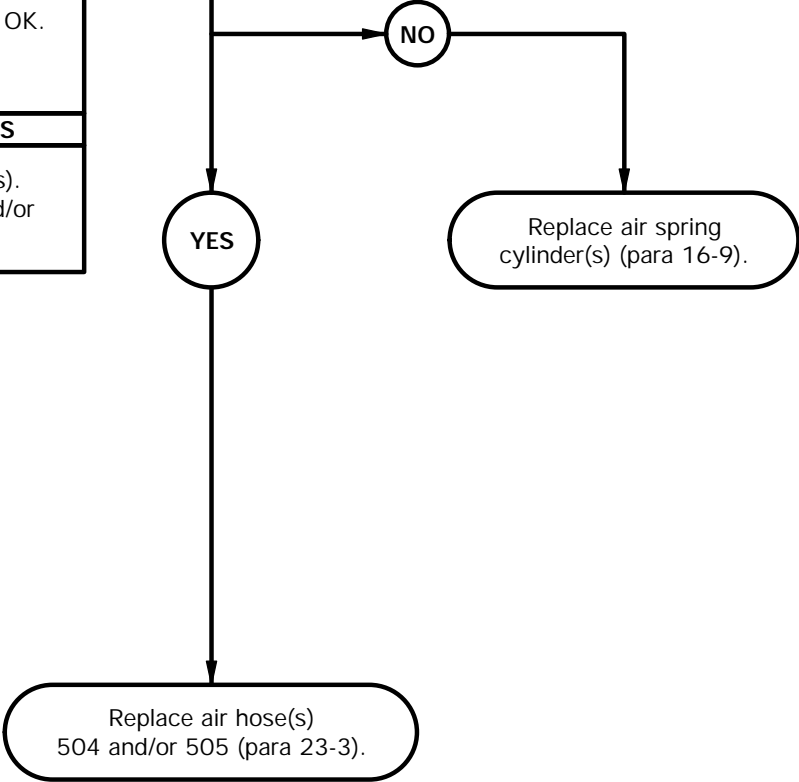 OK.
NO
S
s).
d/or
YES
Replace air spring
cylinder(s) (para 16-9).
Replace air hose(s)
504 and/or 505 (para 23-3).